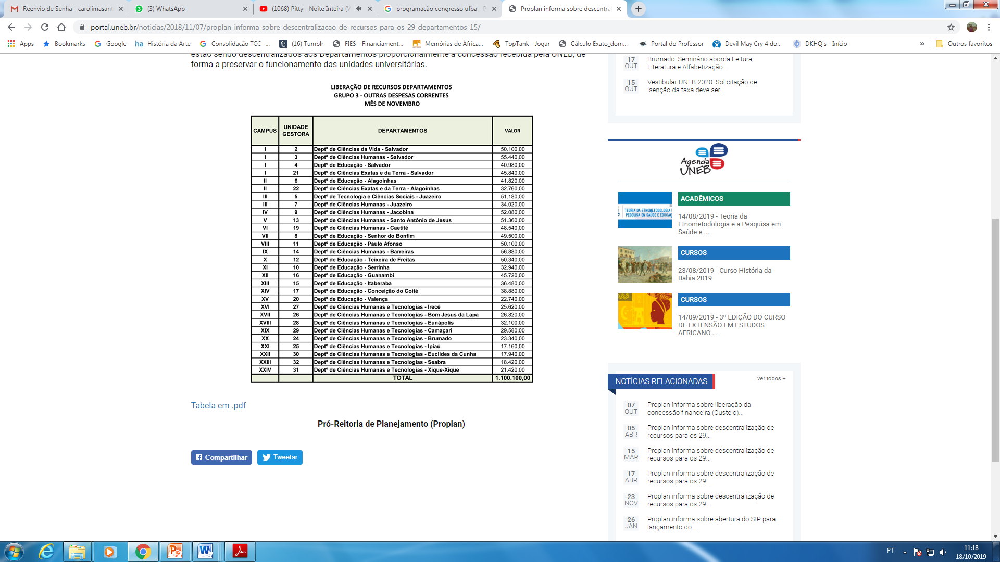 Reenvio de Senha - carolimasant
(3) WhatsApp
(1068) Pitty - Noite Inteira (V
programação congresso ufba - P
Proplan informa sobre descentra
portal.uneb.br/noticias/2018/11/07/proplan-informa-sobre-descentralizacao-de-recursos-para-os-29-departamentos-15/
Apps Bookmarks Google História da Arte Consolidação TCC -... (16) Tumblr FIES - Financiament... Memórias de África... TopTank - Jogar Cálculo Exato_dom... Portal do Professor Devil May Cry 4 do... DKHQ's - Início » Outros favoritos
estão sendo descentralizados aos Departamentos proporcionalmente à concessão recebida pela UNEB, de
forma a preservar o funcionamento das unidades universitárias.
LIBERAÇÃO DE RECURSOS DEPARTAMENTOS
GRUPO 3 - OUTRAS DESPESAS CORRENTES
MÊS DE NOVEMBRO
CAMPUS UNIDADE GESTORA DEPARTAMENTOS VALOR
I 2 Deptº de Ciências da Vida - Salvador 50.100,00
I 3 Deptº de Ciências Humanas - Salvador 55.440,00
I 4 Deptº de Educação - Salvador 40.980,00
I 21 Deptº de Ciências Exatas e da Terra - Salvador 45.840,00
II 6 Deptº de Educação - Alagoinhas 41.820,00
II 22 Deptº de Ciências Exatas e da Terra - Alagoinhas 32.760,00
III 5 Deptº de Tecnologia e Ciências Sociais - Juazeiro 51.180,00
III 7 Deptº de Ciências Humanas - Juazeiro 34.020,00
IV 9 Deptº de Ciências Humanas - Jacobina 52.080,00
V 13 Deptº de Ciências Humanas - Santo Antônio de Jesus 51.360,00
VI 19 Deptº de Ciências Humanas - Caetité 48.540,00
VII 8 Deptº de Educação - Senhor do Bonfim 49.500,00
VIII 11 Deptº de Educação - Paulo Afonso 50.100,00
IX 14 Deptº de Ciências Humanas - Barreiras 56.880,00
X 12 Deptº de Educação - Teixeira de Freitas 50.340,00
XI 10 Deptº de Educação - Serrinha 32.940,00
XII 16 Deptº de Educação - Guanambi 45.720,00
XIII 15 Deptº de Educação - Itaberaba 36.480,00
XIV 17 Deptº de Educação - Conceição do Coité 38.880,00
XV 20 Deptº de Educação - Valença 22.740,00
XVI 27 Deptº de Ciências Humanas e Tecnologias - Irecê 25.620,00
XVII 26 Deptº de Ciências Humanas e Tecnologias - Bom Jesus da Lapa 26.820,00
XVIII 28 Deptº de Ciências Humanas e Tecnologias - Eunápolis 32.100,00
XIX 29 Deptº de Ciências Humanas e Tecnologias - Camaçari 29.580,00
XX 24 Deptº de Ciências Humanas e Tecnologias - Brumado 23.340,00
XXI 25 Deptº de Ciências Humanas e Tecnologias - Ipiaú 17.160,00
XXII 30 Deptº de Ciências Humanas e Tecnologias - Euclides da Cunha 17.940,00
XXIII 32 Deptº de Ciências Humanas e Tecnologias - Seabra 18.420,00
XXIV 31 Deptº de Ciências Humanas e Tecnologias - Xique-Xique 21.420,00
TOTAL 1.100.100,00
Tabela em .pdf
Pró-Reitoria de Planejamento (Proplan)
Compartilhar
Tweetar
17 OUT
Brumado: Seminário aborda Leitura,
Literatura e Alfabetização...
15 OUT
Vestibular UNEB 2020: Solicitação de
isenção da taxa deve ser...
Agenda
UNEB
TEORIA DA ETNOMETODOLOGIA
PESQUISA EM SAÚDE E EDUCAÇ
ACADÊMICOS
14/08/2019 - Teoria da
Etnometodologia e a Pesquisa em
Saúde e ...
CURSOS
23/08/2019 - Curso História da
Bahia 2019
CURSOS
14/09/2019 - 3º EDIÇÃO DO CURSO
DE EXTENSÃO EM ESTUDOS
AFRICANO ...
NOTÍCIAS RELACIONADAS
ver todos +
07 OUT
Proplan informa sobre liberação da
concessão financeira (Custeio)...
05 ABR
Proplan informa sobre descentralização de
recursos para os 29...
15 MAR
Proplan informa sobre descentralização de
recursos para os 29...
17 ABR
Proplan informa sobre descentralização de
recursos para os 29...
23 NOV
Proplan informa sobre descentralização de
recursos para os 29...
26 JAN
Proplan informa sobre abertura do SIP para
lançamento do...
PT
11:18
18/10/2019